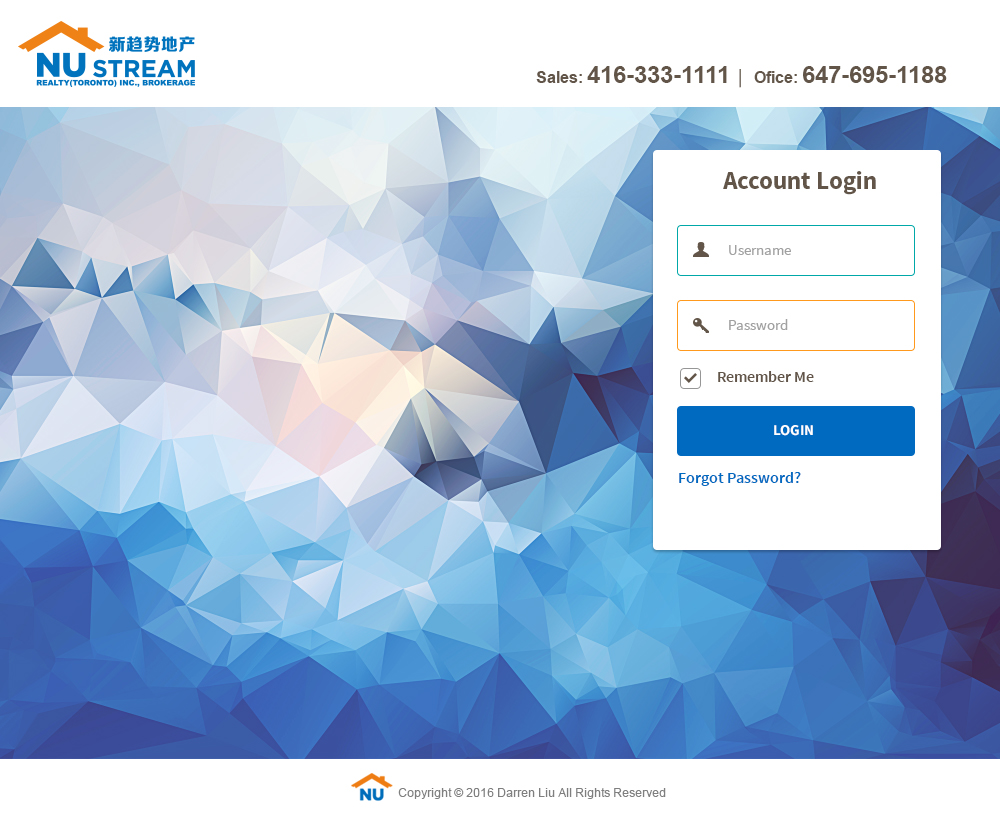 新趋势地产
NU STREAM
REALTY(TORONTO) INC., BROKERAGE
Sales: 416-333-1111 | Ofice: 647-695-1188
Account Login
Username
Password
Remember Me
LOGIN
Forgot Password?
NU Copyright © 2016 Darren Liu All Rights Reserved